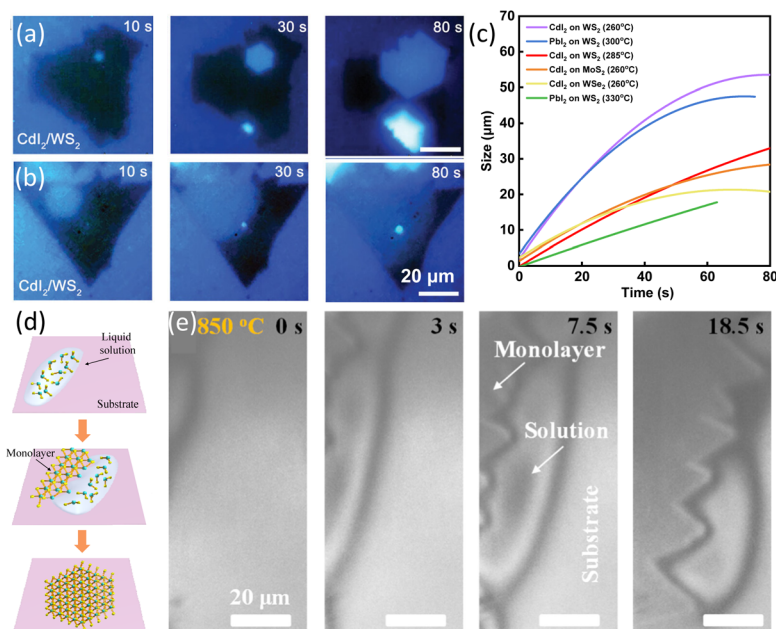 (a)
10 s
CdI₂/WS₂
30 s
80 s
(b)
10 s
CdI₂/WS₂
30 s
80 s
20 μm
(c)
CdI₂ on WS₂ (260°C)
PbI₂ on WS₂ (300°C)
CdI₂ on WS₂ (285°C)
CdI₂ on MoS₂ (260°C)
CdI₂ on WSe₂ (260°C)
PbI₂ on WS₂ (330°C)
Size (μm)
70
60
50
40
30
20
10
0
0 20 40 60 80
Time (s)
(d)
Liquid
solution
Substrate
Monolayer
(e)
850 °C 0 s
20 μm
3 s
7.5 s
Monolayer
Solution
Substrate
18.5 s